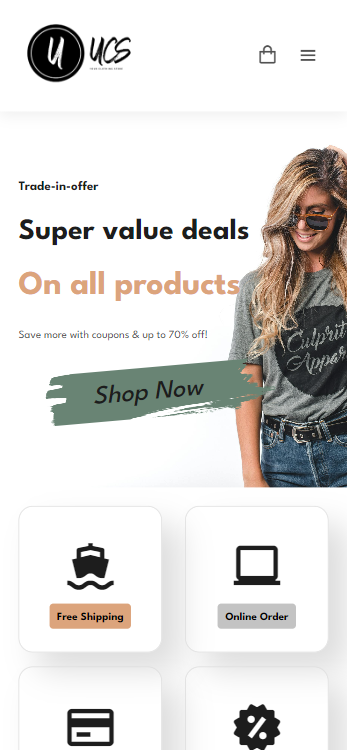 U UCS
Trade-in-offer
Super value deals
On all products
Save more with coupons & up to 70% off!
Culprit
Appar
Shop Now
Free Shipping
Online Order